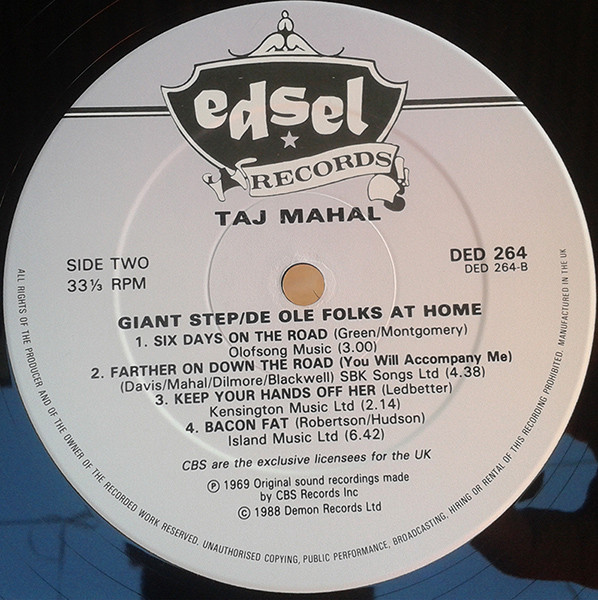 edsel
RECORDS
TAJ MAHAL
SIDE TWO
33⅓ RPM
DED 264
DED 264-B
GIANT STEP/DE OLE FOLKS AT HOME
1. SIX DAYS ON THE ROAD (Green/Montgomery)
Olofsong Music (3.00)
2. FARTHER ON DOWN THE ROAD (You Will Accompany Me)
(Davis/Mahal/Dilmore/Blackwell) SBK Songs Ltd (4.38)
3. KEEP YOUR HANDS OFF HER (Ledbetter)
Kensington Music Ltd (2.14)
4. BACON FAT (Robertson/Hudson)
Island Music Ltd (6.42)
CBS are the exclusive licensees for the UK
℗ 1969 Original sound recordings made
by CBS Records Inc
© 1988 Demon Records Ltd
ALL RIGHTS OF THE PRODUCER AND OF THE OWNER OF THE RECORDED WORK RESERVED. UNAUTHORISED COPYING, PUBLIC PERFORMANCE, BROADCASTING, HIRING OR RENTAL OF THIS RECORDING PROHIBITED. MANUFACTURED IN THE UK